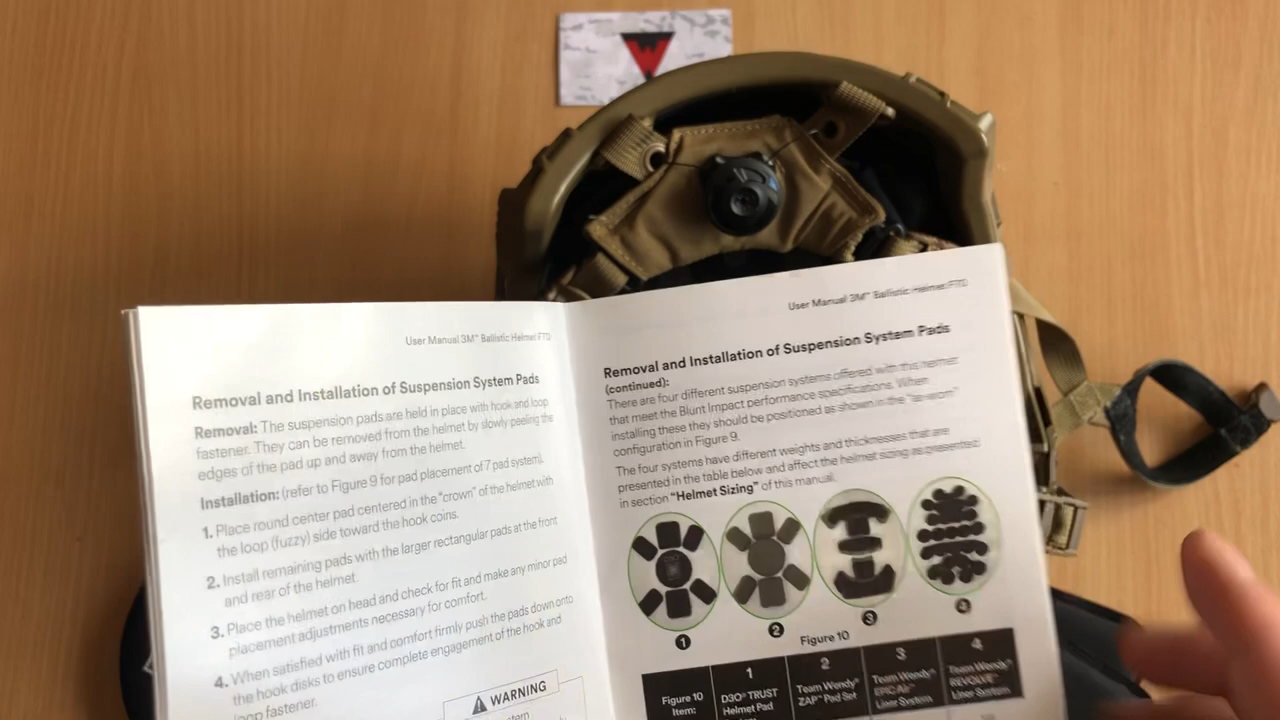 User Manual 3M™ Ballistic Helmet F70
Removal and Installation of Suspension System Pads
Removal: The suspension pads are held in place with hook and loop
fastener. They can be removed from the helmet by slowly peeling the
edges of the pad up and away from the helmet.
Installation: (refer to Figure 9 for pad placement of 7 pad system).
1. Place round center pad centered in the "crown" of the helmet with
the loop (fuzzy) side toward the hook coins.
2. Install remaining pads with the larger rectangular pads at the front
and rear of the helmet.
3. Place the helmet on head and check for fit and make any minor pad
placement adjustments necessary for comfort.
4. When satisfied with fit and comfort firmly push the pads down onto
the hook disks to ensure complete engagement of the hook and
loop fastener.
WARNING
User Manual 3M™ Ballistic Helmet F70
Removal and Installation of Suspension System Pads
(continued):
There are four different suspension systems offered with this helmet
that meet the Blunt Impact performance specifications. When
installing these they should be positioned as shown in the "as-worn"
configuration in Figure 9.
The four systems have different weights and thicknesses that are
presented in the table below and affect the helmet sizing as presented
in section "Helmet Sizing" of this manual.
1
2
3
4
Figure 10
Figure 10
Item:
1
D3O® TRUST
Helmet Pad
2
Team Wendy®
ZAP™ Pad Set
3
Team Wendy®
EPIC Air™
Liner System
4
Team Wendy®
REVOLVE™
Liner System